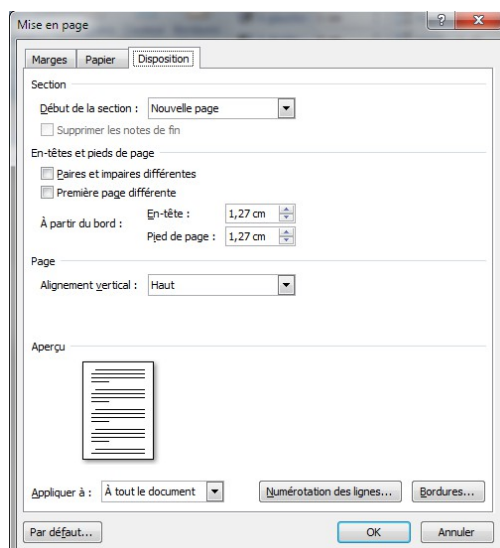 Mise en page
Marges Papier Disposition
Section
Début de la section : Nouvelle page
Supprimer les notes de fin
En-têtes et pieds de page
Paires et impaires différentes
Première page différente
À partir du bord :
En-tête : 1,27 cm
Pied de page : 1,27 cm
Page
Alignement vertical : Haut
Aperçu
Appliquer à : À tout le document Numérotation des lignes... Bordures...
Par défaut... OK Annuler